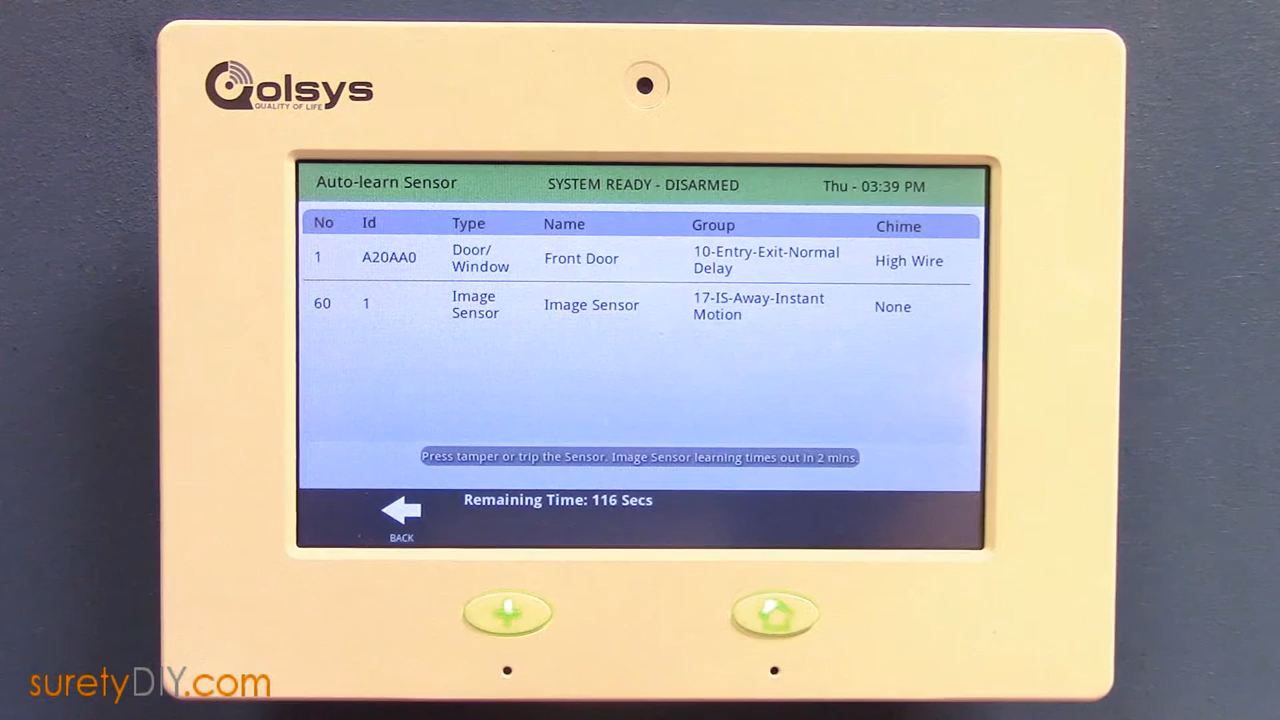 Qolsys
QUALITY OF LIFE
Auto-learn Sensor SYSTEM READY - DISARMED Thu - 03:39 PM
No Id Type Name Group Chime
1 A20AA0 Door/ Window Front Door 10-Entry-Exit-Normal Delay High Wire
60 1 Image Sensor Image Sensor 17-IS-Away-Instant Motion None
Press tamper or trip the Sensor. Image Sensor learning times out in 2 mins.
Remaining Time: 116 Secs
BACK
suretyDIY.com